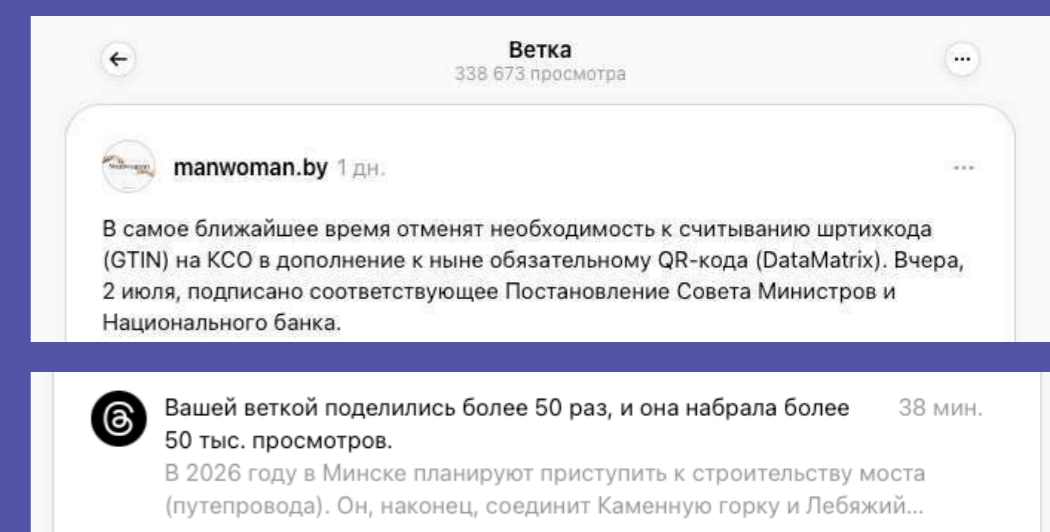 Ветка
338 673 просмотра
manwoman.by 1 дн.
В самое ближайшее время отменят необходимость к считыванию шртихкода
(GTIN) на КСО в дополнение к ныне обязательному QR-кода (DataMatrix). Вчера,
2 июля, подписано соответствующее Постановление Совета Министров и
Национального банка.
Вашей веткой поделились более 50 раз, и она набрала более 38 мин.
50 тыс. просмотров.
В 2026 году в Минске планируют приступить к строительству моста
(путепровода). Он, наконец, соединит Каменную горку и Лебяжий...